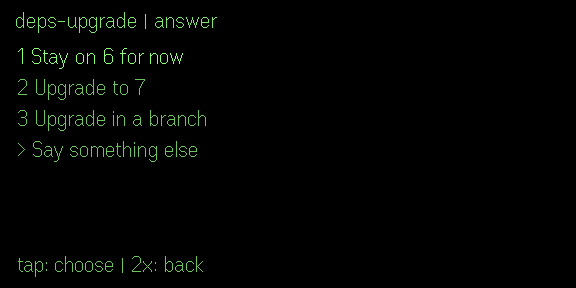 deps-upgrade | answer
1 Stay on 6 for now
2 Upgrade to 7
3 Upgrade in a branch
> Say something else
tap: choose | 2x: back